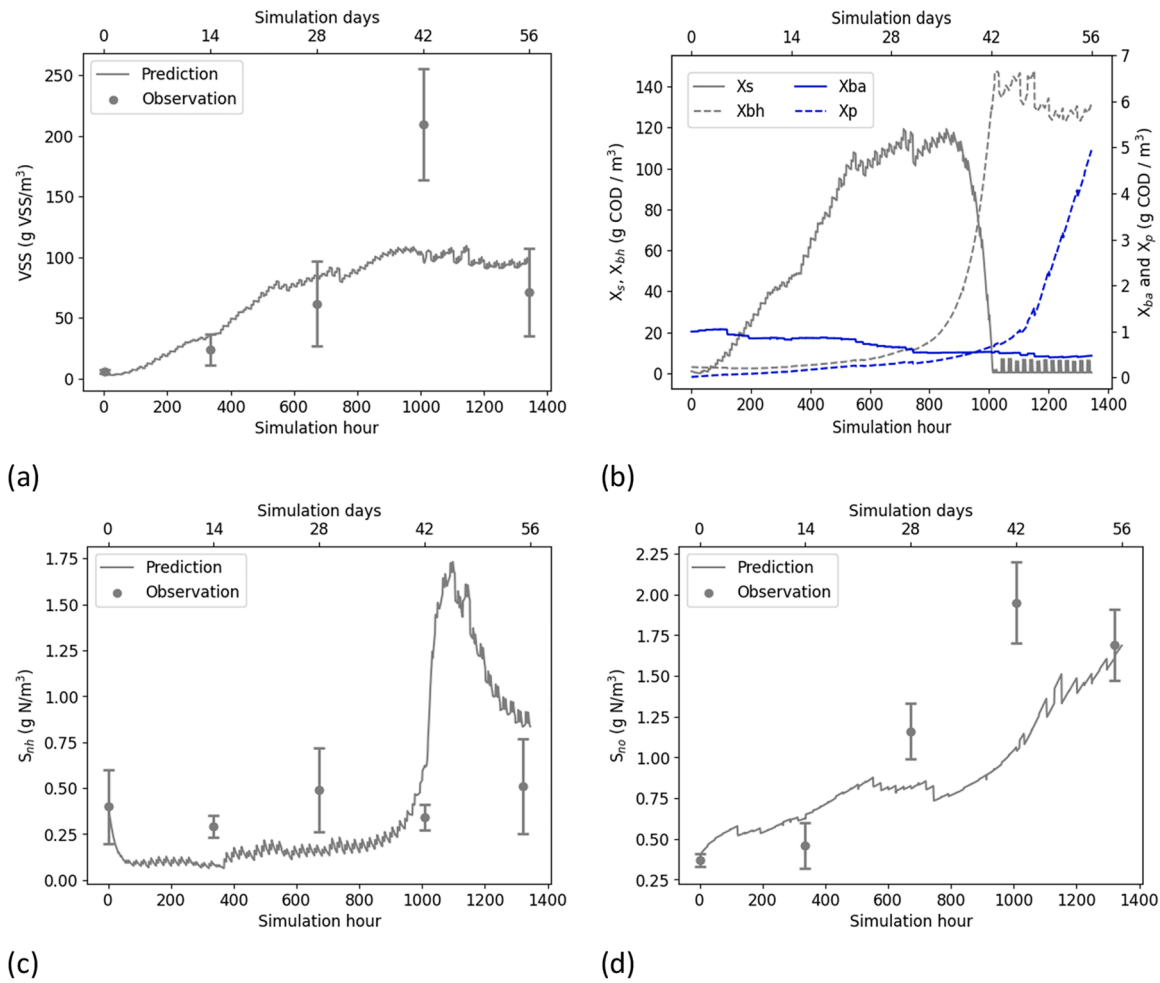 Simulation days
0 14 28 42 56
VSS (g VSS/m³)
250
200
150
100
50
0
Prediction
Observation
0 200 400 600 800 1000 1200 1400
Simulation hour
(a)
Simulation days
0 14 28 42 56
Xₛ, X_bh (g COD / m³)
140
120
100
80
60
40
20
0
Xs Xba
Xbh Xp
7
6
5
4
3
2
1
0
X_ba and X_p (g COD / m³)
0 200 400 600 800 1000 1200 1400
Simulation hour
(b)
Simulation days
0 14 28 42 56
S_nh (g N/m³)
1.75
1.50
1.25
1.00
0.75
0.50
0.25
0.00
Prediction
Observation
0 200 400 600 800 1000 1200 1400
Simulation hour
(c)
Simulation days
0 14 28 42 56
S_no (g N/m³)
2.25
2.00
1.75
1.50
1.25
1.00
0.75
0.50
0.25
Prediction
Observation
0 200 400 600 800 1000 1200 1400
Simulation hour
(d)